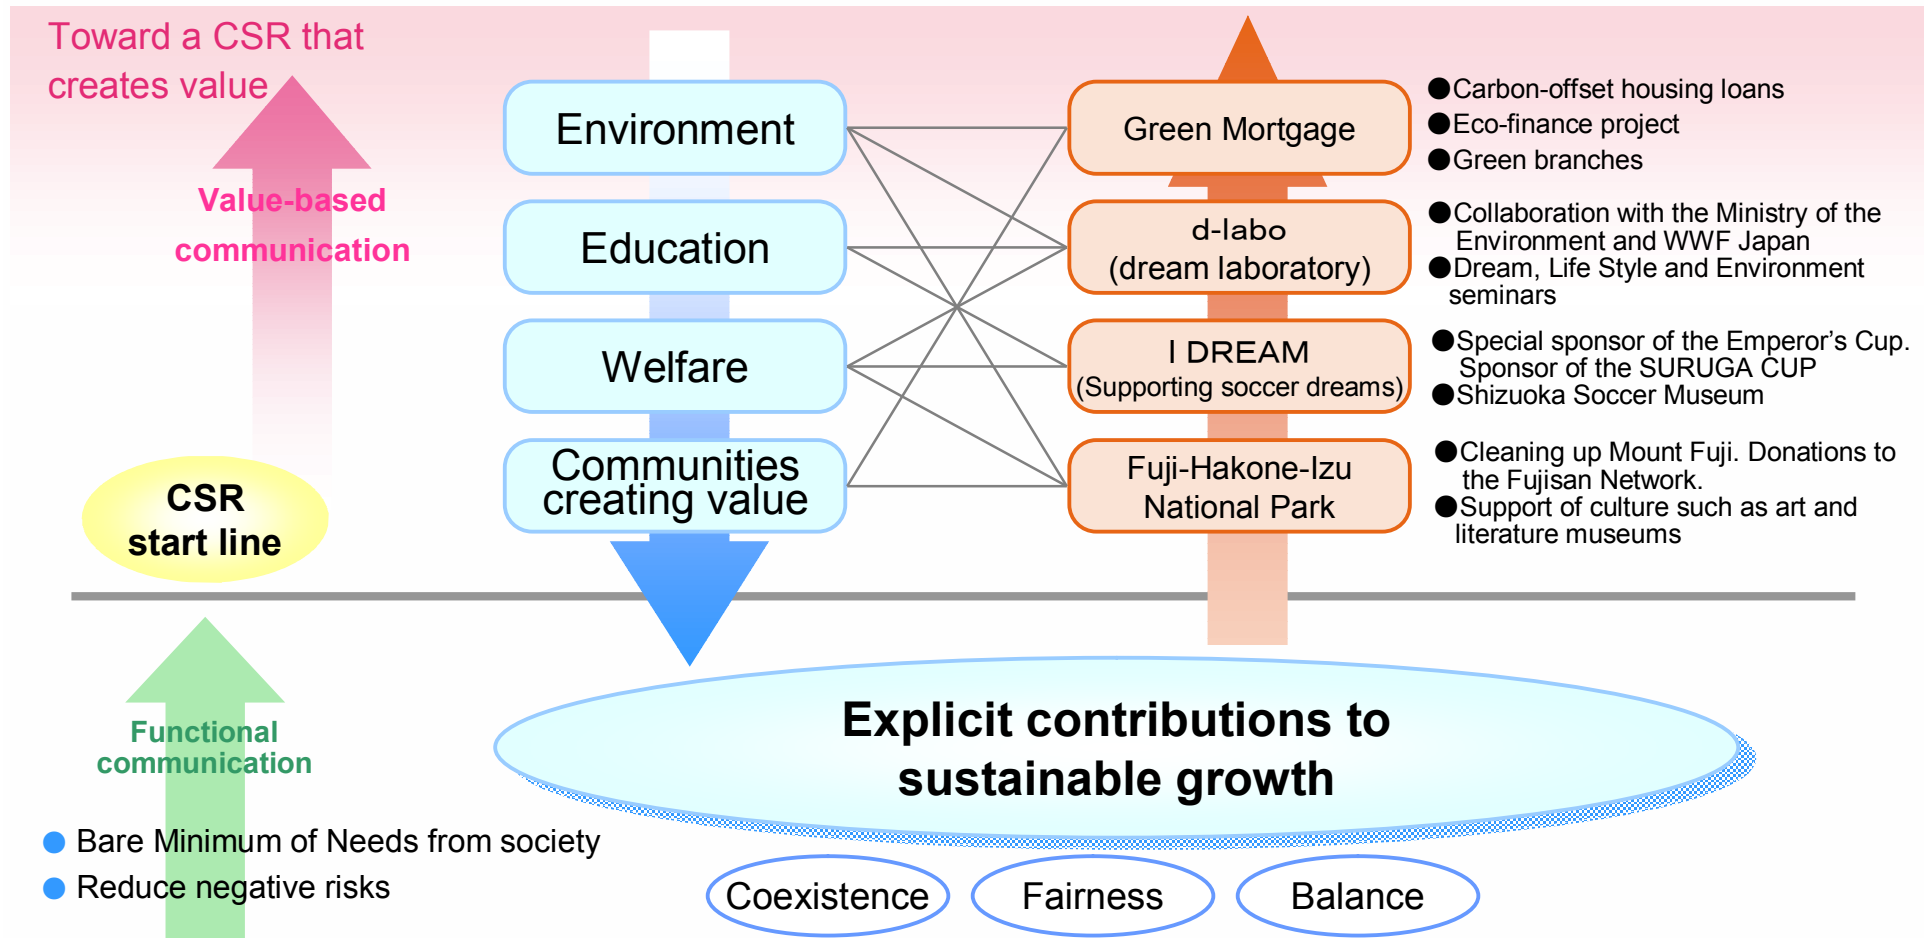 Toward a CSR that
creates value
Value-based
communication
CSR
start line
Functional
communication
● Bare Minimum of Needs from society
● Reduce negative risks
Environment
Education
Welfare
Communities
creating value
Green Mortgage
d-labo
(dream laboratory)
I DREAM
(Supporting soccer dreams)
Fuji-Hakone-Izu
National Park
●Carbon-offset housing loans
●Eco-finance project
●Green branches
●Collaboration with the Ministry of the
Environment and WWF Japan
●Dream, Life Style and Environment
seminars
●Special sponsor of the Emperor's Cup.
Sponsor of the SURUGA CUP
●Shizuoka Soccer Museum
●Cleaning up Mount Fuji. Donations to
the Fujisan Network.
●Support of culture such as art and
literature museums
Explicit contributions to
sustainable growth
Coexistence
Fairness
Balance